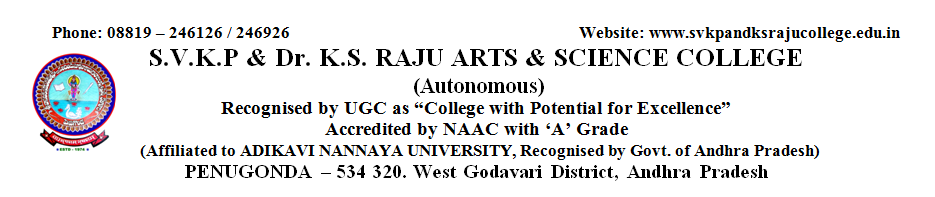 Phone: 08819 – 246126 / 246926 Website: www.svkpandksrajucollege.edu.in
S.V.K.P & Dr. K.S. RAJU ARTS & SCIENCE COLLEGE
(Autonomous)
Recognised by UGC as “College with Potential for Excellence”
Accredited by NAAC with ‘A’ Grade
(Affiliated to ADIKAVI NANNAYA UNIVERSITY, Recognised by Govt. of Andhra Pradesh)
PENUGONDA – 534 320. West Godavari District, Andhra Pradesh